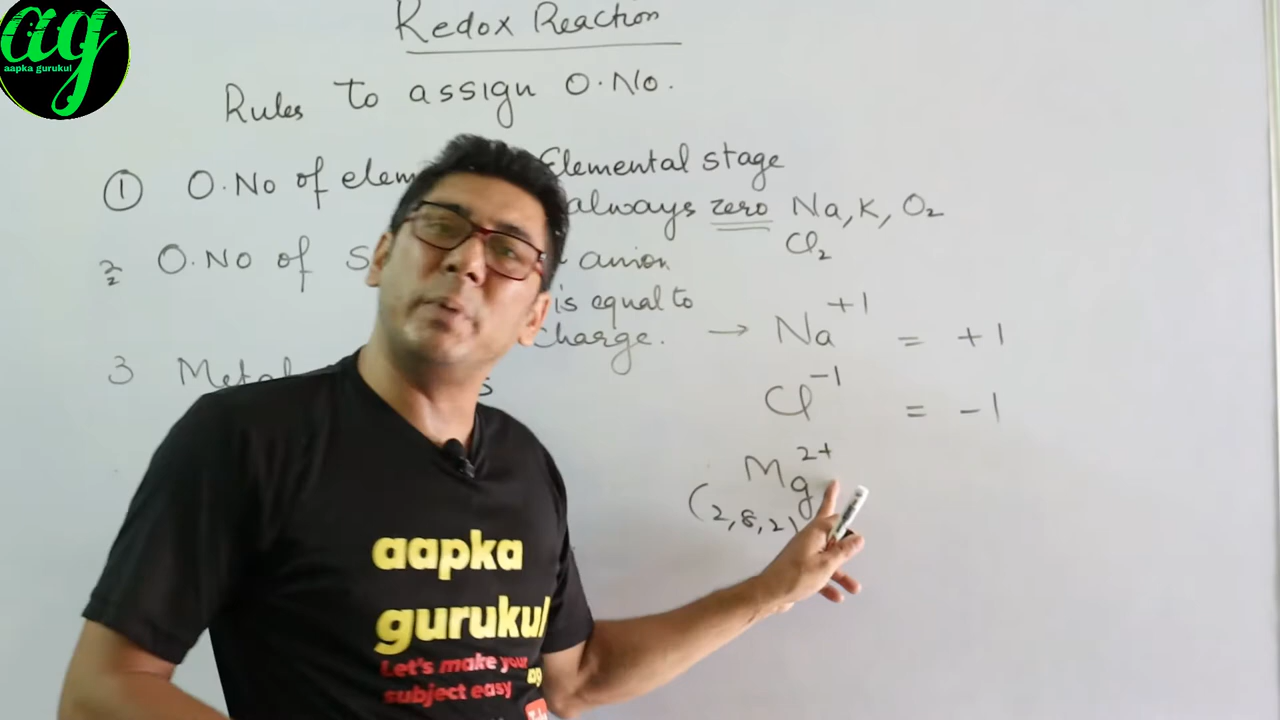 ag
aapka gurukul
Redox Reaction
Rules to assign O.No.
① O.No of Elemental stage
always zero Na, K, O₂
Cl₂
2 O.No of anion
is equal to
charge. → Na⁺¹ = +1
Cl⁻¹ = -1
3
Mg²⁺
(2,8,2)
aapka
gurukul
Let's make your
subject easy